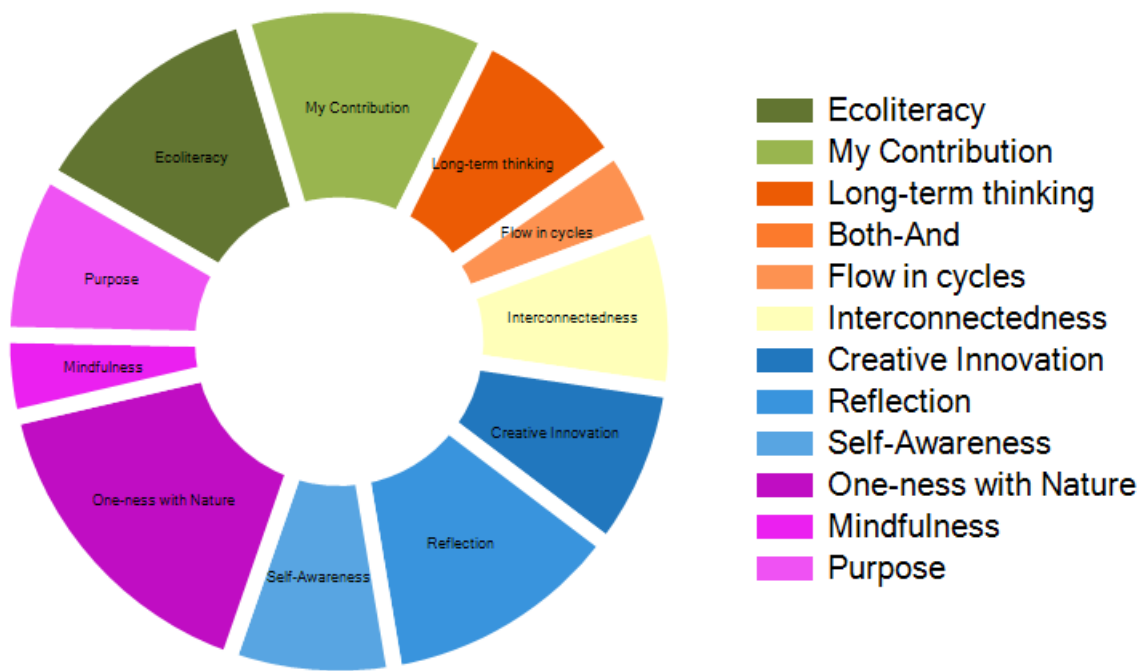 My Contribution
Ecoliteracy
Long-term thinking
Flow in cycles
Purpose
Interconnectedness
Mindfulness
Creative Innovation
One-ness with Nature
Reflection
Self-Awareness
Ecoliteracy
My Contribution
Long-term thinking
Both-And
Flow in cycles
Interconnectedness
Creative Innovation
Reflection
Self-Awareness
One-ness with Nature
Mindfulness
Purpose